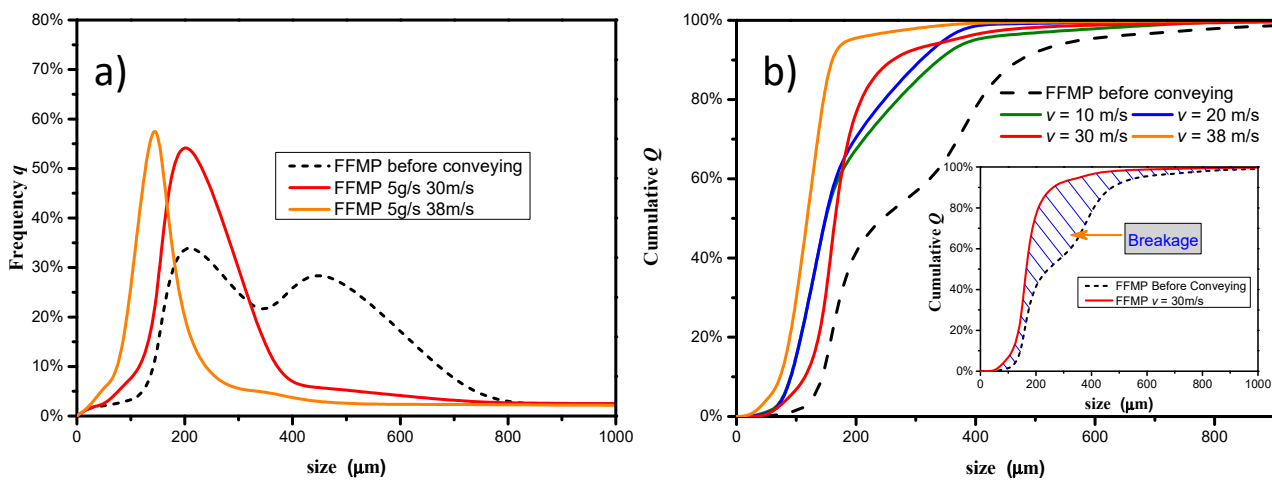 a)
80%
70%
60%
50%
40%
30%
20%
10%
0%
Frequency q
FFMP before conveying
FFMP 5g/s 30m/s
FFMP 5g/s 38m/s
0 200 400 600 800 1000
size (μm)
b)
100%
80%
60%
40%
20%
0%
Cumulative Q
FFMP before conveying
v = 10 m/s v = 20 m/s
v = 30 m/s v = 38 m/s
100%
80%
60%
40%
20%
0%
Cumulative Q
Breakage
FFMP Before Conveying
FFMP v = 30m/s
0 200 400 600 800 1000
size (μm)
0 200 400 600 800
size (μm)